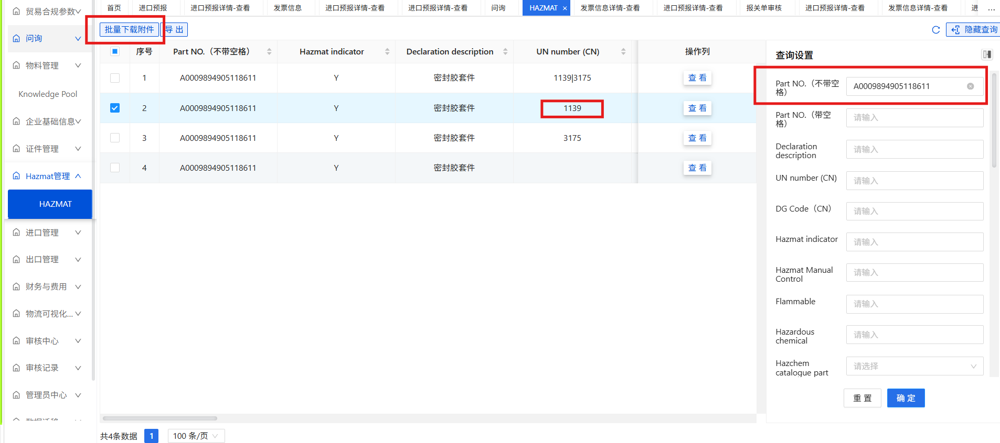 首页 进口预报 进口预报详情-查看 发票信息 进口预报详情-查看 进口预报详情-查看 问询 HAZMAT × 发票信息详情-查看 进口预报详情-查看 报关单审核 进口预报详情-查看 发票信息详情-查看 进 ...
贸易合规参数
问询
物料管理
Knowledge Pool
企业基础信息
证件管理
Hazmat管理
HAZMAT
进口管理
出口管理
财务与费用
物流可视化...
审核中心
审核记录
管理员中心
批量下载附件 导 出 隐藏查询
序号 Part NO.（不带空格） Hazmat indicator Declaration description UN number (CN) 操作列
1 A0009894905118611 Y 密封胶套件 1139|3175 查 看
2 A0009894905118611 Y 密封胶套件 1139 查 看
3 A0009894905118611 Y 密封胶套件 3175 查 看
4 A0009894905118611 Y 密封胶套件 查 看
共4条数据 1 100 条/页
查询设置
Part NO.（不带空
格） A0009894905118611
Part NO.（带空
格） 请输入
Declaration
description 请输入
UN number (CN) 请输入
DG Code（CN） 请输入
Hazmat indicator 请输入
Hazmat Manual
Control 请输入
Flammable 请输入
Hazardous
chemical 请输入
Hazchem
catalogue part 请选择
重 置 确 定